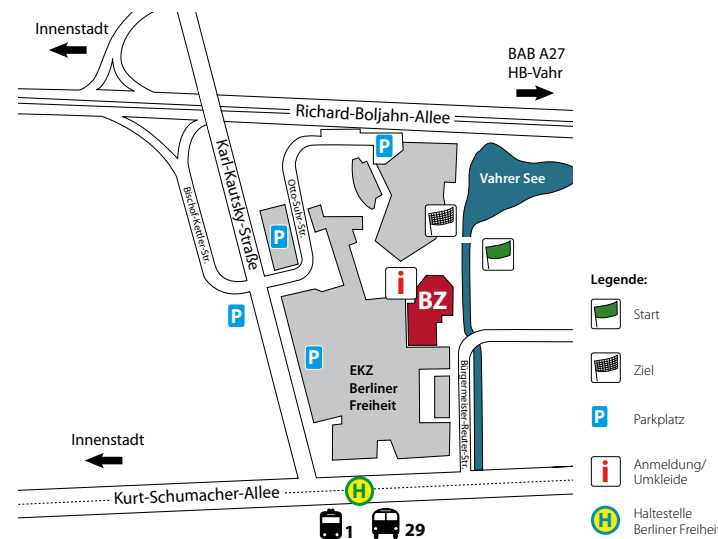 Innenstadt
BAB A27
HB-Vahr
Richard-Boljahn-Allee
P
Vahrer See
Karl-Kautsky-Straße
Otto-Suhr-Str.
Bischof-Kettler-Str.
P
i
BZ
P
P
EKZ
Berliner
Freiheit
Bürgermeister-Reuter-Str.
Innenstadt
Kurt-Schumacher-Allee
H
1
29
Legende:
Start
Ziel
P
Parkplatz
i
Anmeldung/
Umkleide
H
Haltestelle
Berliner Freiheit